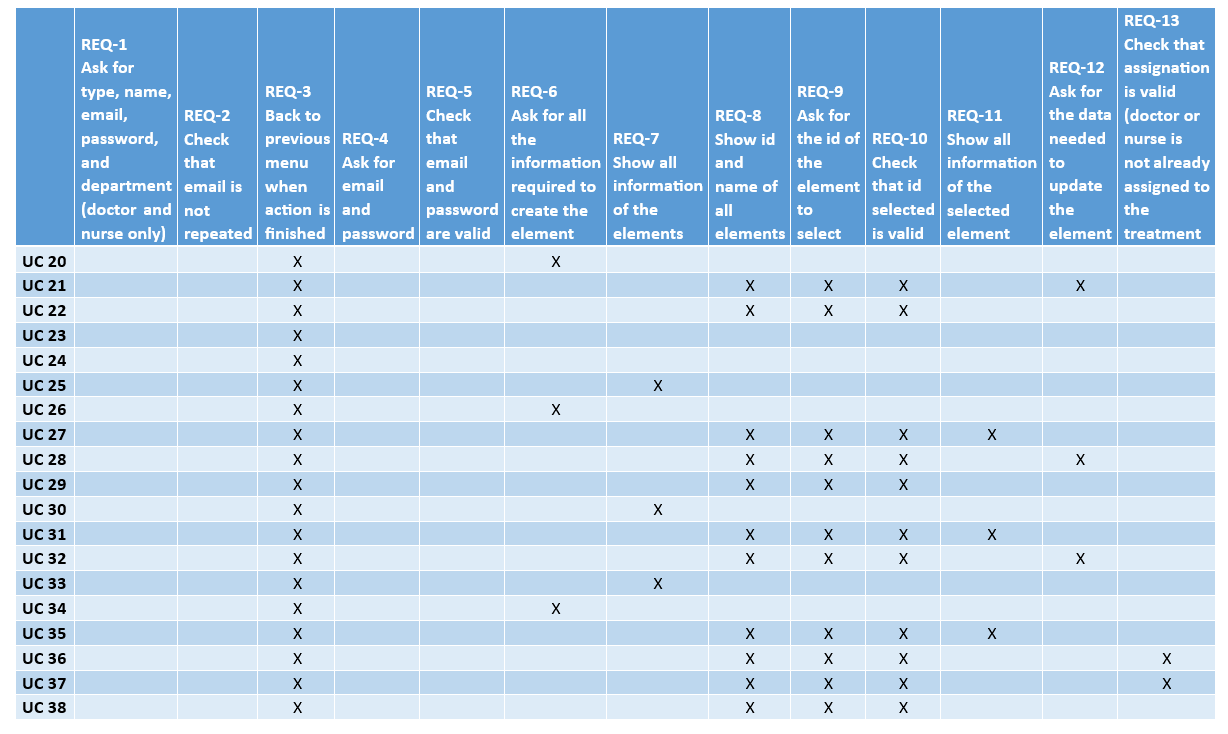 REQ-1
Ask for
type, name,
email,
password,
and
department
(doctor and
nurse only)
REQ-2
Check
that
email is
not
repeated
REQ-3
Back to
previous
menu
when
action is
finished
REQ-4
Ask for
email
and
password
REQ-5
Check
that
email
and
password
are valid
REQ-6
Ask for all
the
information
required to
create the
element
REQ-7
Show all
information
of the
elements
REQ-8
Show id
and
name of
all
elements
REQ-9
Ask for
the id of
the
element
to
select
REQ-10
Check
that id
selected
is valid
REQ-11
Show all
information
of the
selected
element
REQ-12
Ask for
the data
needed
to
update
the
element
REQ-13
Check that
assignation
is valid
(doctor or
nurse is
not already
assigned to
the
treatment
UC 20 X X
UC 21 X X X X X
UC 22 X X X X
UC 23 X
UC 24 X
UC 25 X X
UC 26 X X
UC 27 X X X X X
UC 28 X X X X X
UC 29 X X X X
UC 30 X X
UC 31 X X X X X
UC 32 X X X X X
UC 33 X X
UC 34 X X
UC 35 X X X X X
UC 36 X X X X X
UC 37 X X X X X
UC 38 X X X X